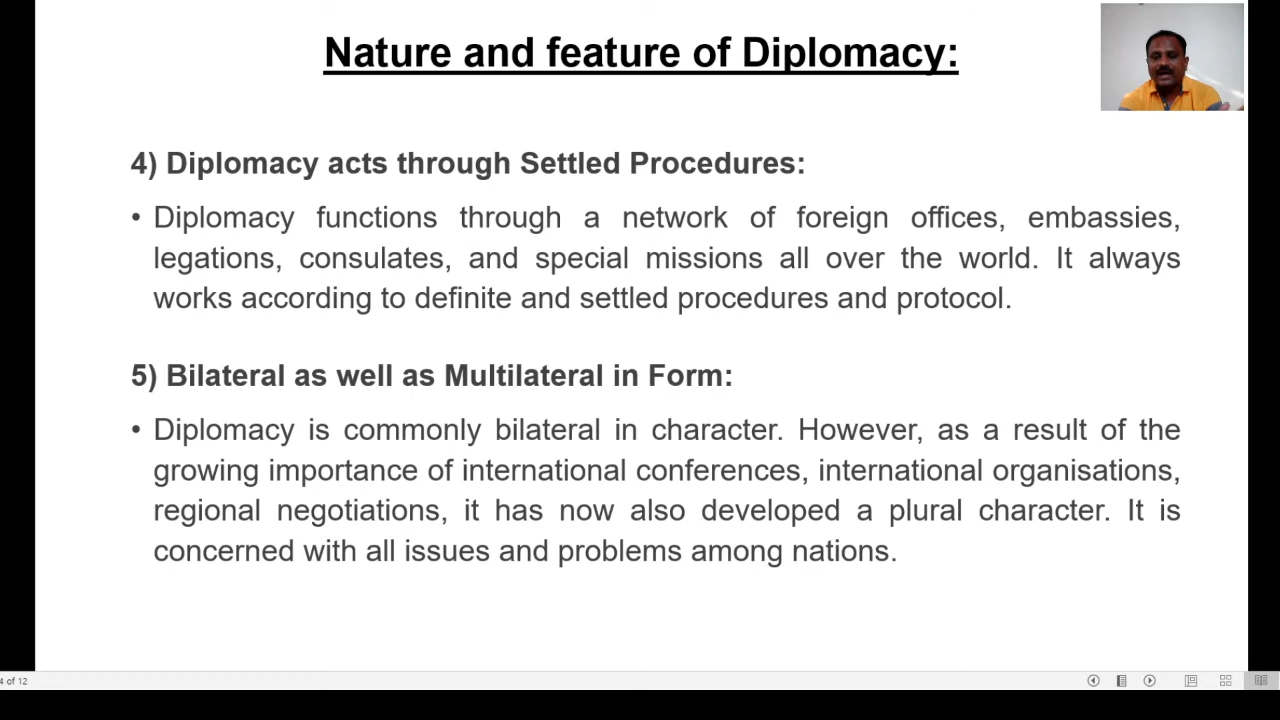 Nature and feature of Diplomacy:
4) Diplomacy acts through Settled Procedures:
• Diplomacy functions through a network of foreign offices, embassies,
legations, consulates, and special missions all over the world. It always
works according to definite and settled procedures and protocol.
5) Bilateral as well as Multilateral in Form:
• Diplomacy is commonly bilateral in character. However, as a result of the
growing importance of international conferences, international organisations,
regional negotiations, it has now also developed a plural character. It is
concerned with all issues and problems among nations.
4 of 12